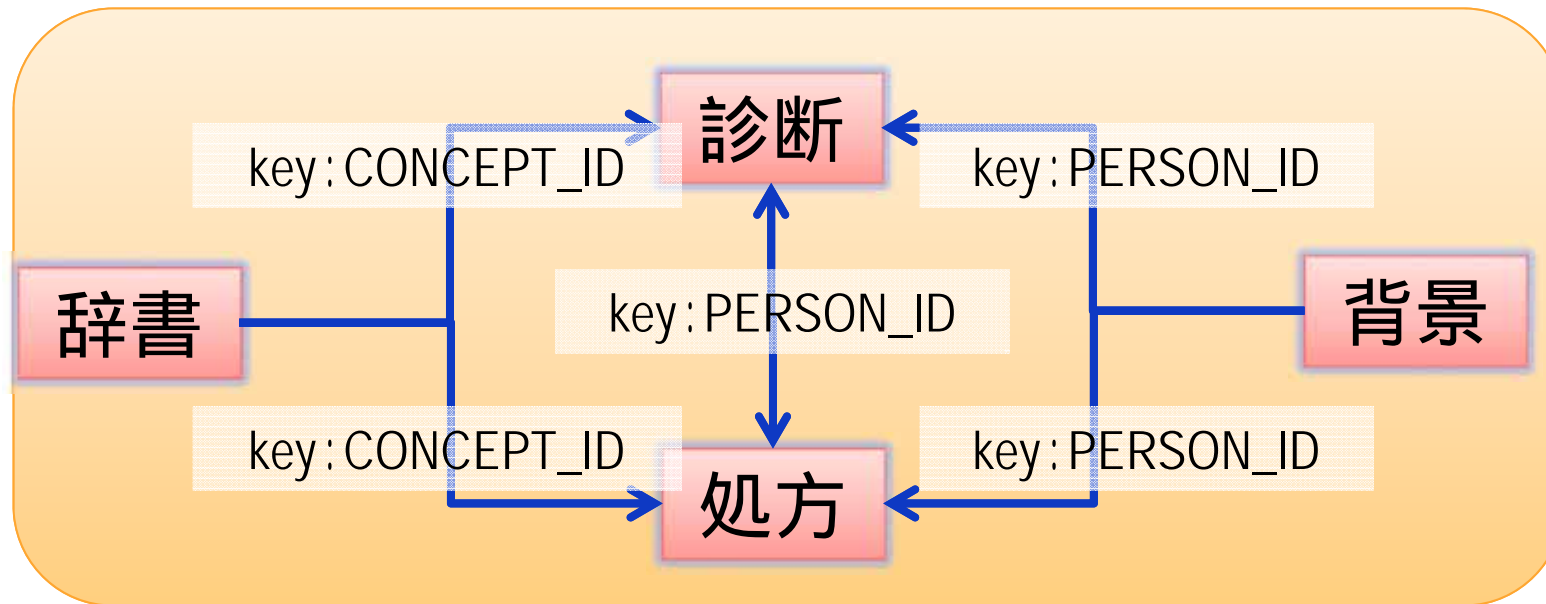 診断
key:CONCEPT_ID
key:PERSON_ID
辞書
key:PERSON_ID
背景
key:CONCEPT_ID
key:PERSON_ID
処方